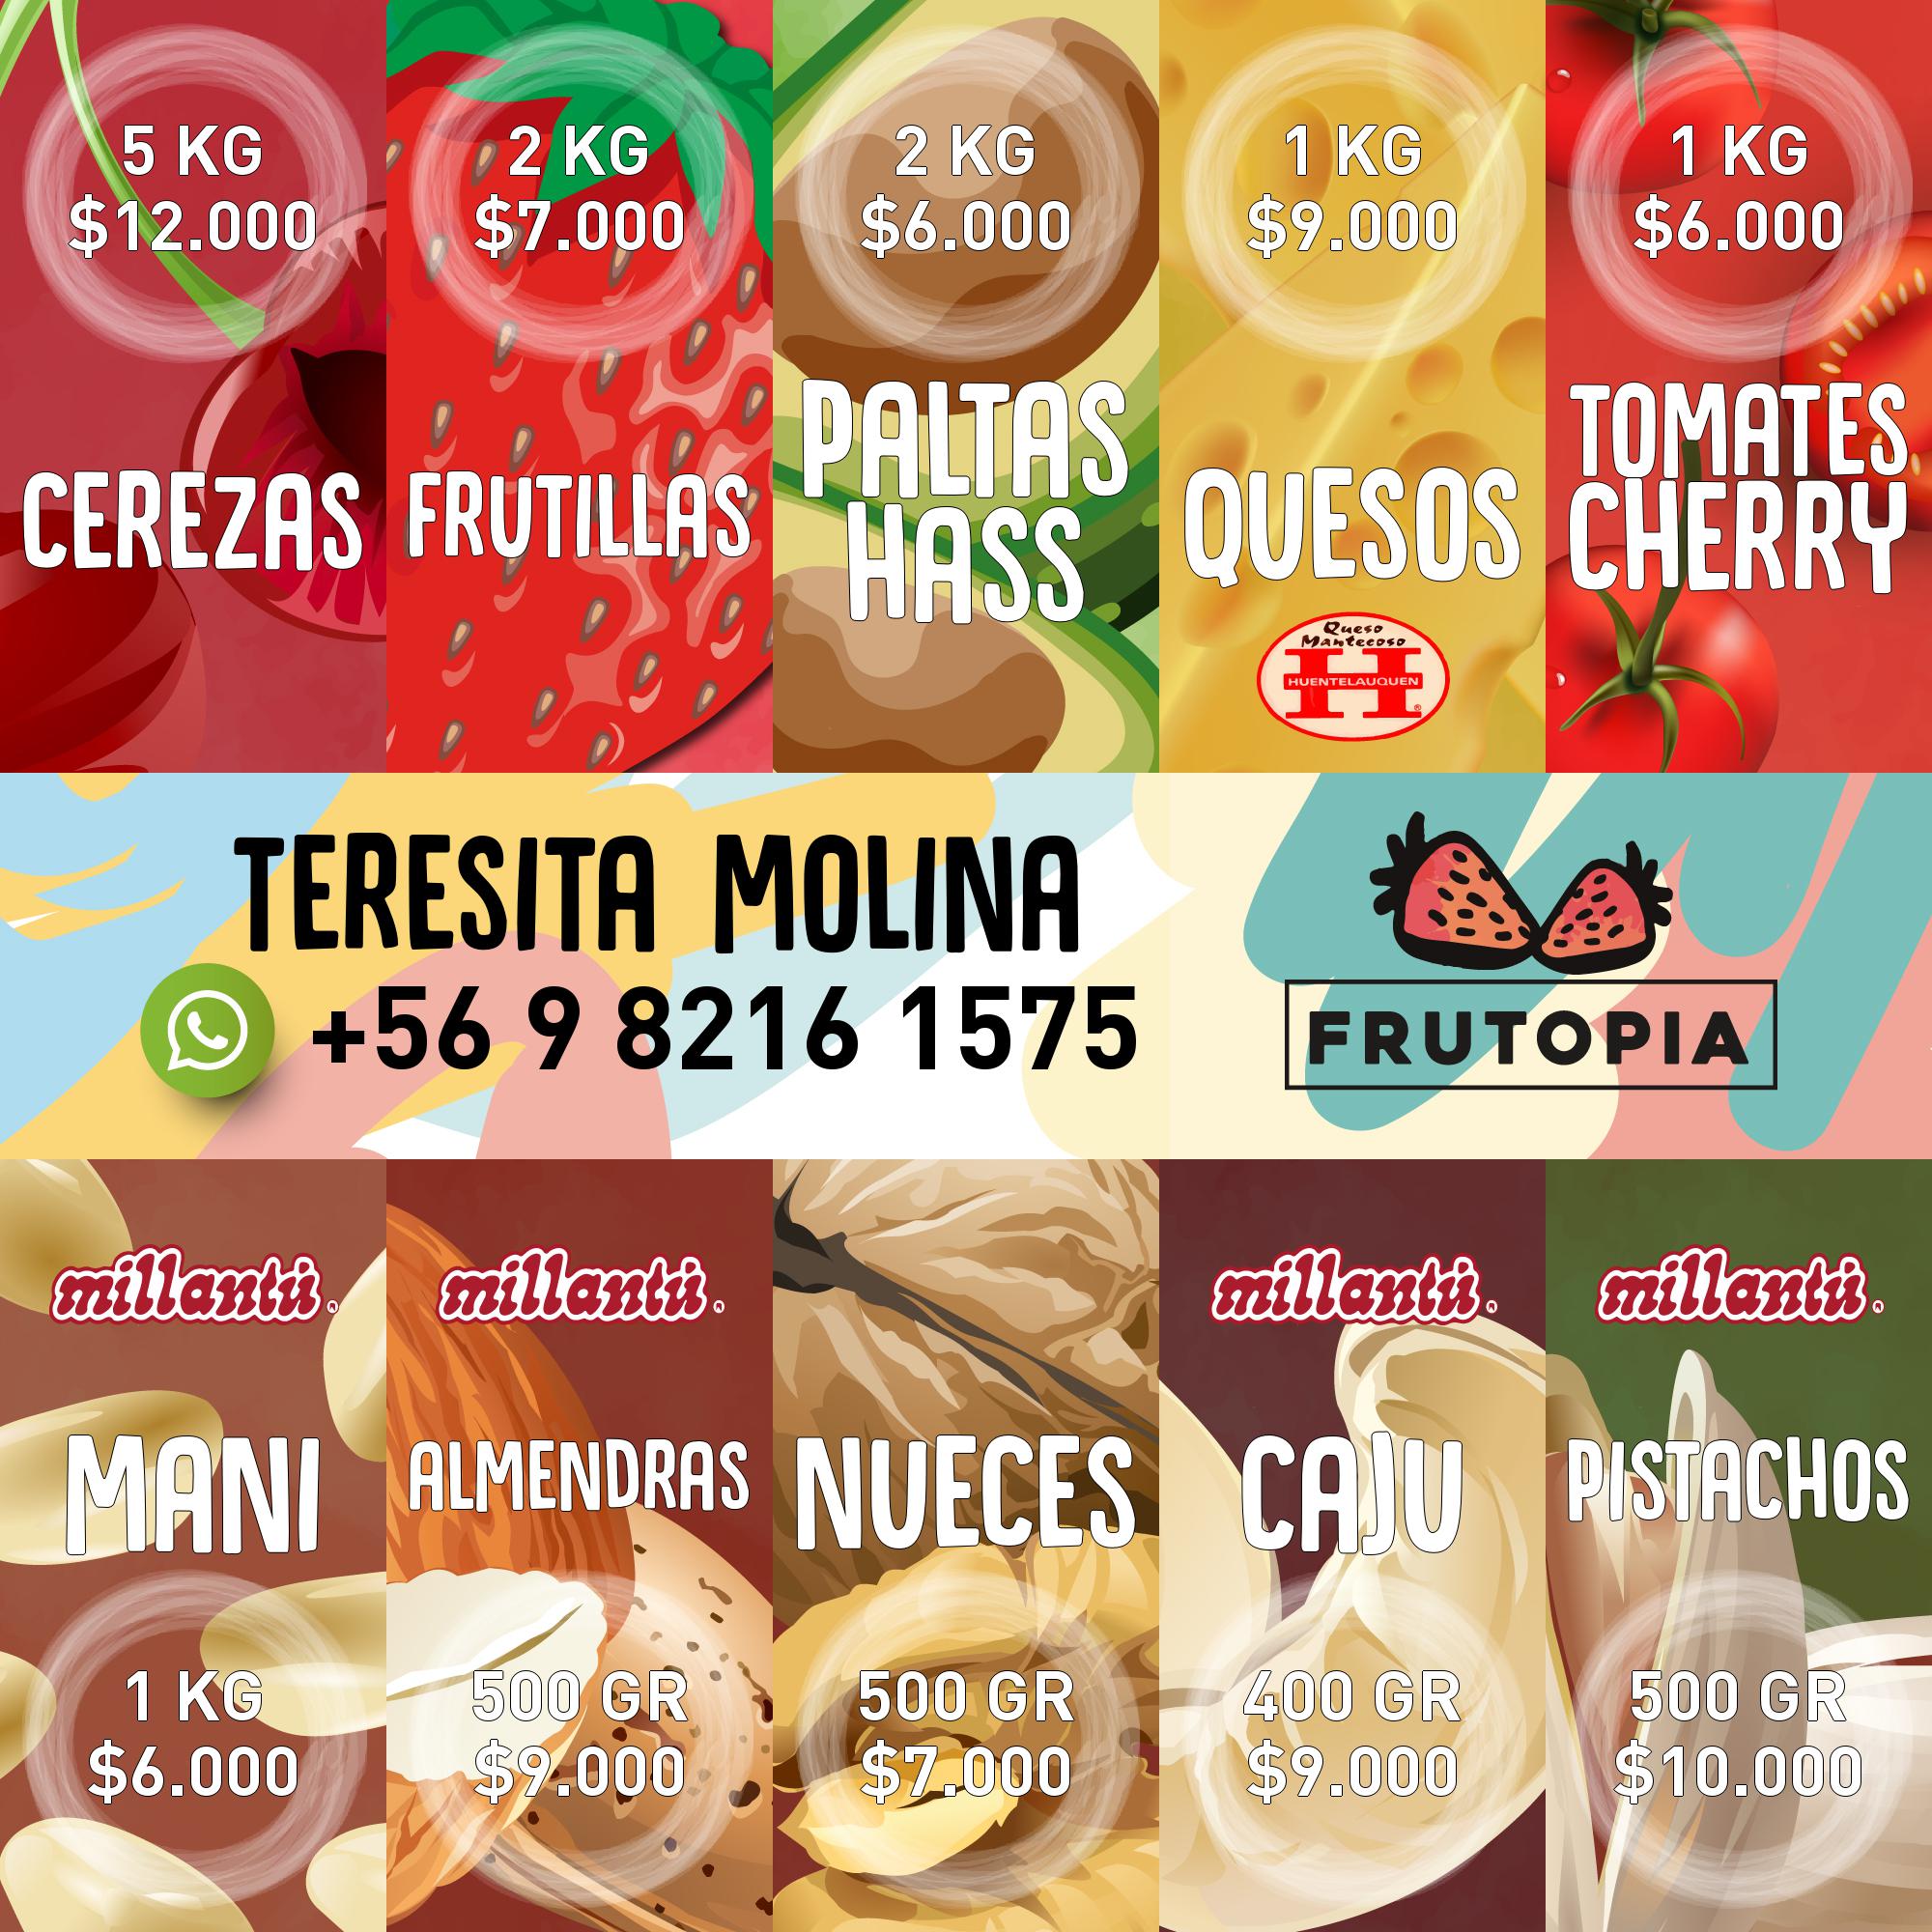 5 KG
$12.000
CEREZAS
2 KG
$7.000
FRUTILLAS
2 KG
$6.000
PALTAS
HASS
1 KG
$9.000
QUESOS
Queso
Mantecoso
H
HUENTELAUQUEN
®
1 KG
$6.000
TOMATES
CHERRY
TERESITA MOLINA
+56 9 8216 1575
FRUTOPIA
millantú®
MANI
1 KG
$6.000
millantú®
ALMENDRAS
500 GR
$9.000
NUECES
500 GR
$7.000
millantú®
CAJU
400 GR
$9.000
millantú®
PISTACHOS
500 GR
$10.000